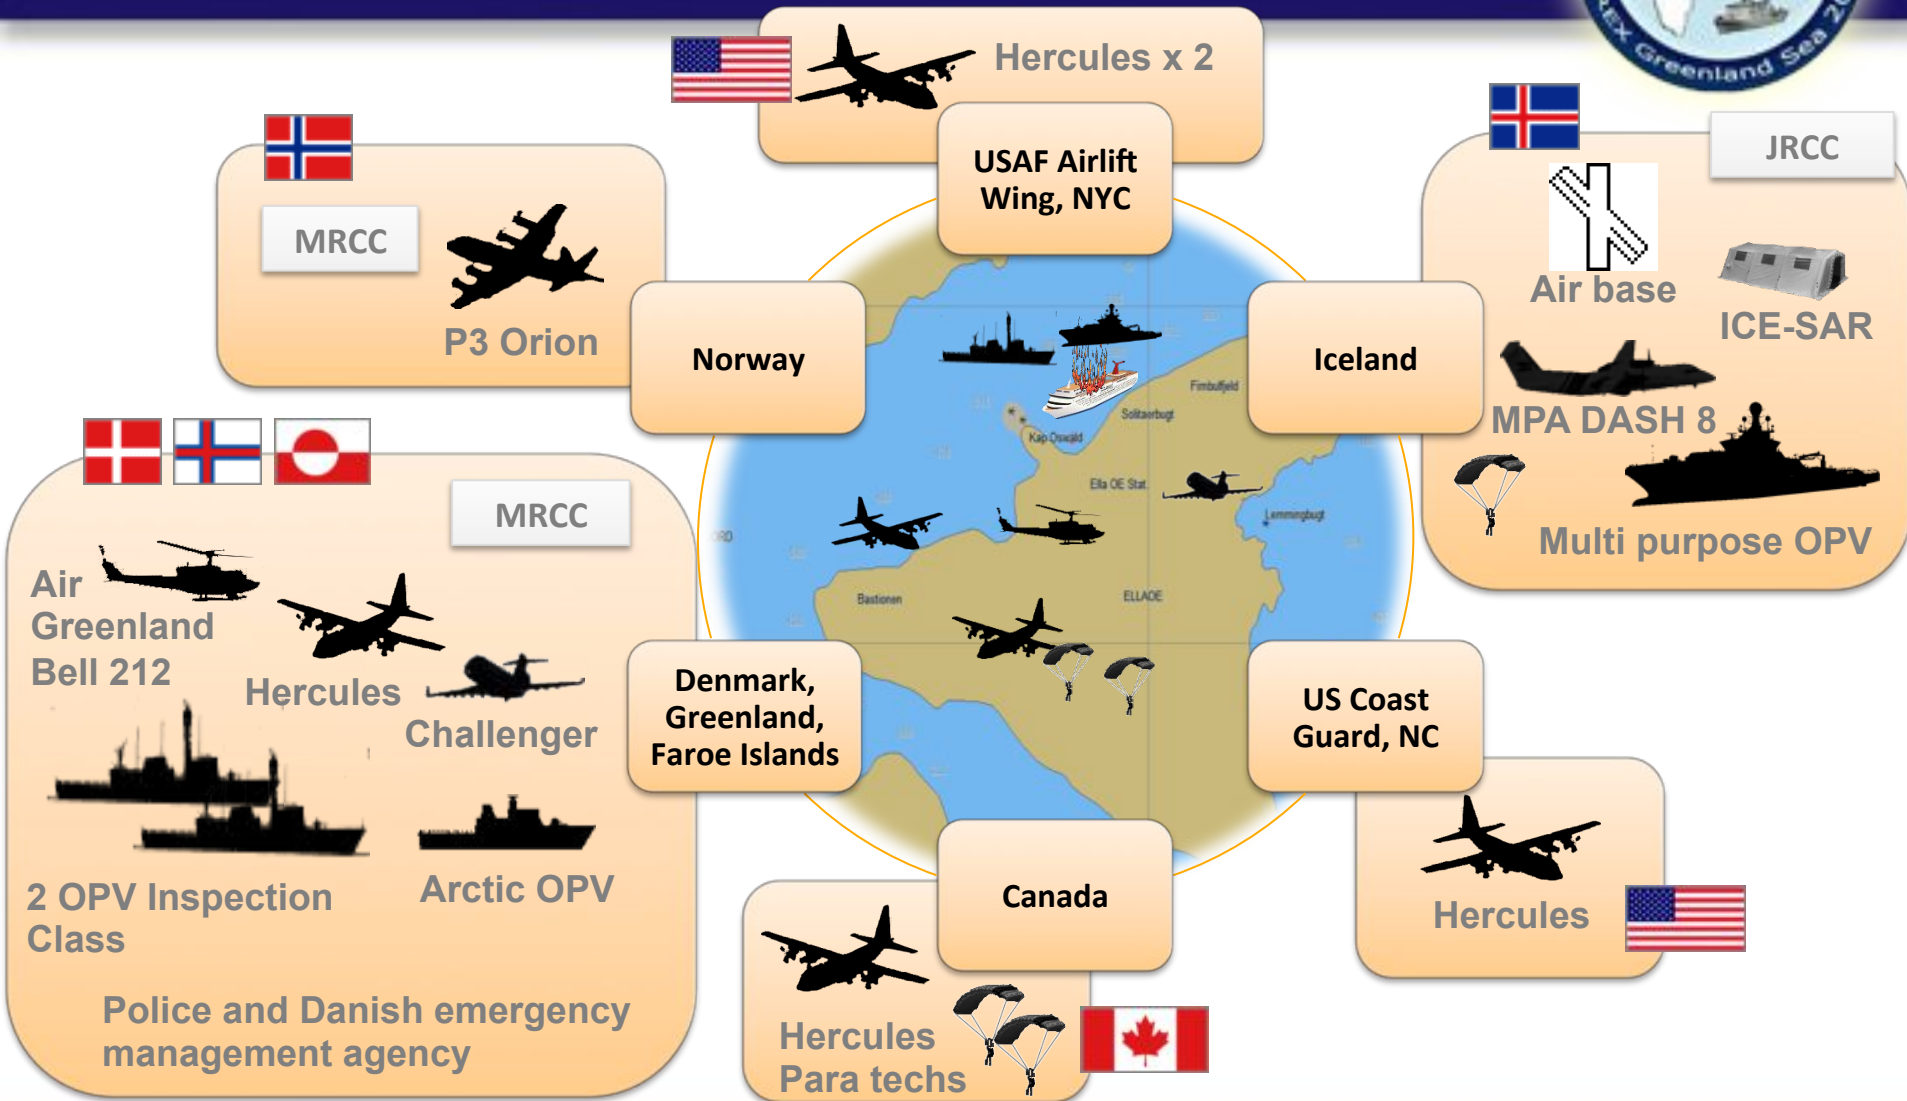 REX Greenland Sea 20
Hercules x 2
USAF Airlift
Wing, NYC
MRCC
P3 Orion
Norway
JRCC
Air base
ICE-SAR
MPA DASH 8
Multi purpose OPV
Iceland
Fimbulfjeld
Solitaerbugt
Kap Oswald
Ella OE Stat.
Lemmingbugt
Bastionen
ELLAOE
MRCC
Air
Greenland
Bell 212
Hercules
Challenger
2 OPV Inspection
Class
Arctic OPV
Police and Danish emergency
management agency
Denmark,
Greenland,
Faroe Islands
US Coast
Guard, NC
Hercules
Canada
Hercules
Para techs